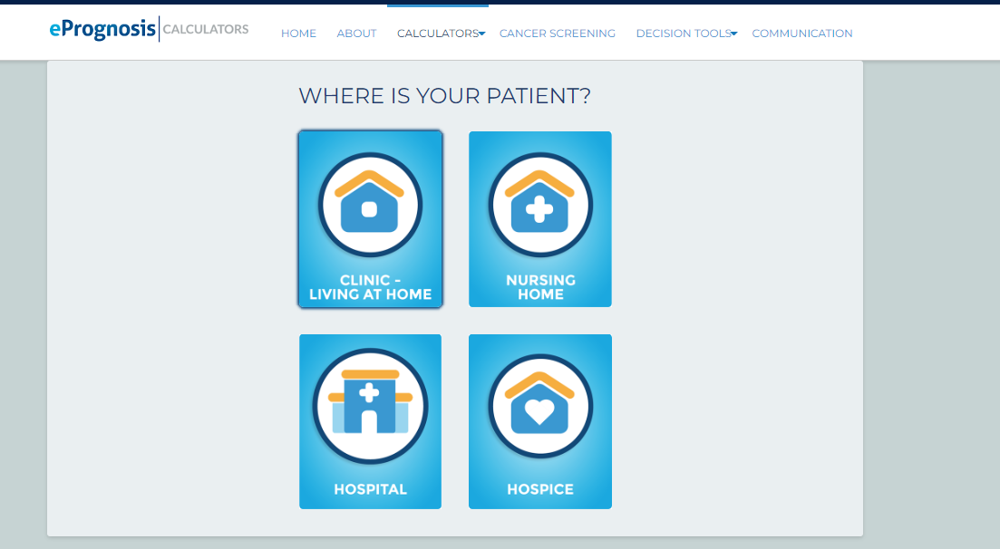 ePrognosis CALCULATORS
HOME ABOUT CALCULATORS CANCER SCREENING DECISION TOOLS COMMUNICATION
WHERE IS YOUR PATIENT?
CLINIC -
LIVING AT HOME
NURSING
HOME
HOSPITAL
HOSPICE